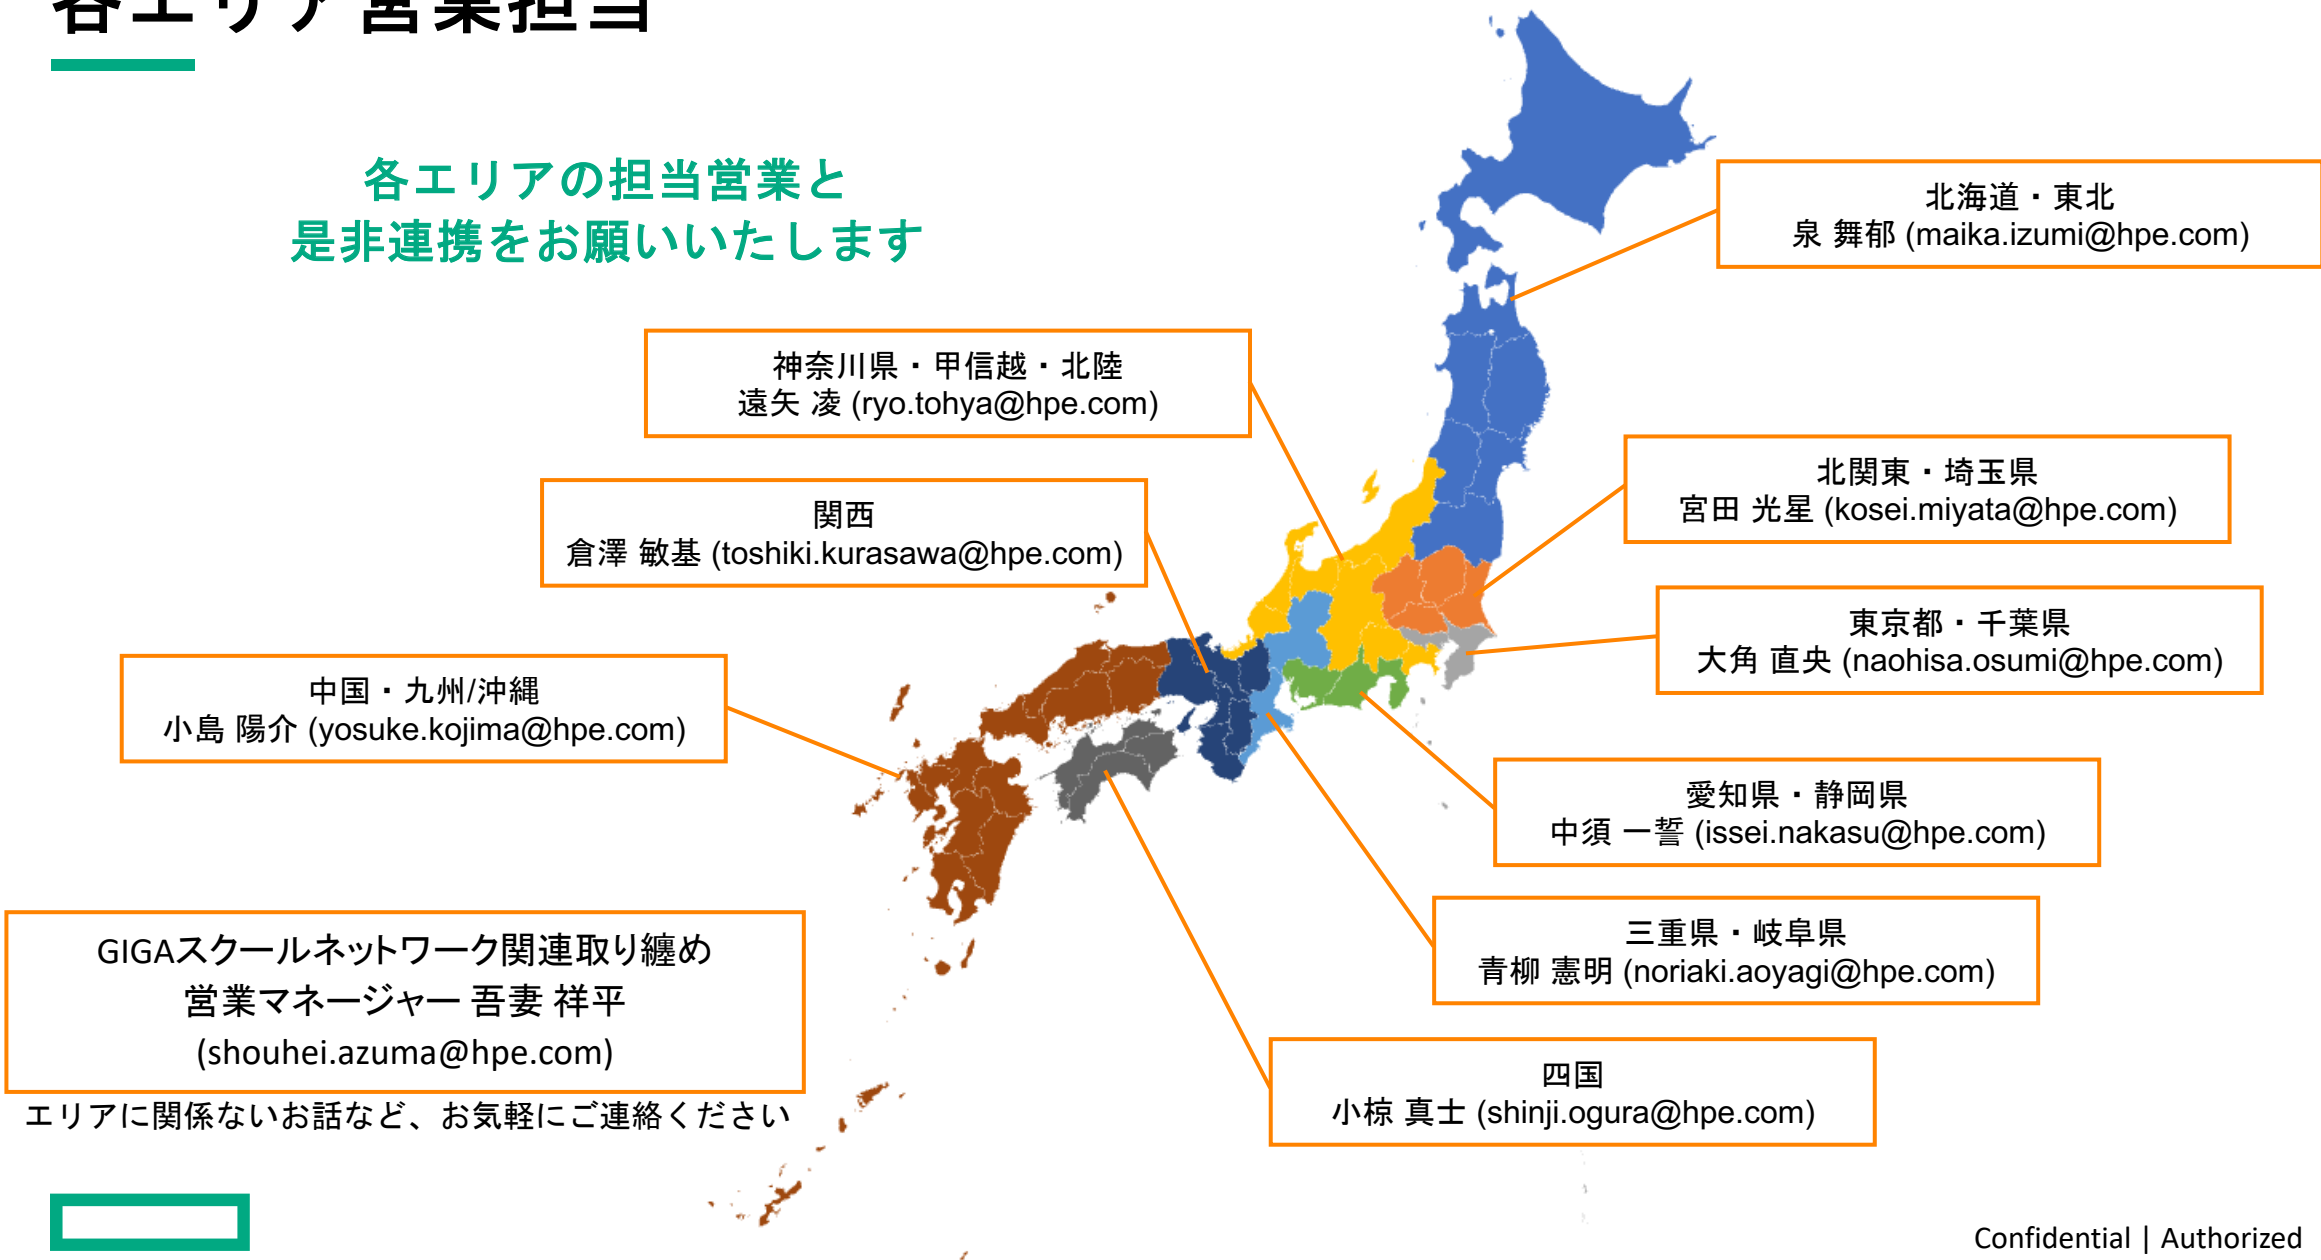 各エリア営業担当
各エリアの担当営業と
是非連携をお願いいたします
北海道・東北
泉 舞郁 (maika.izumi@hpe.com)
神奈川県・甲信越・北陸
遠矢 凌 (ryo.tohya@hpe.com)
北関東・埼玉県
宮田 光星 (kosei.miyata@hpe.com)
関西
倉澤 敏基 (toshiki.kurasawa@hpe.com)
東京都・千葉県
大角 直央 (naohisa.osumi@hpe.com)
中国・九州/沖縄
小島 陽介 (yosuke.kojima@hpe.com)
愛知県・静岡県
中須 一誓 (issei.nakasu@hpe.com)
三重県・岐阜県
青柳 憲明 (noriaki.aoyagi@hpe.com)
GIGAスクールネットワーク関連取り纏め
営業マネージャー 吾妻 祥平
(shouhei.azuma@hpe.com)
エリアに関係ないお話など、お気軽にご連絡ください
四国
小椋 真士 (shinji.ogura@hpe.com)
Confidential | Authorized